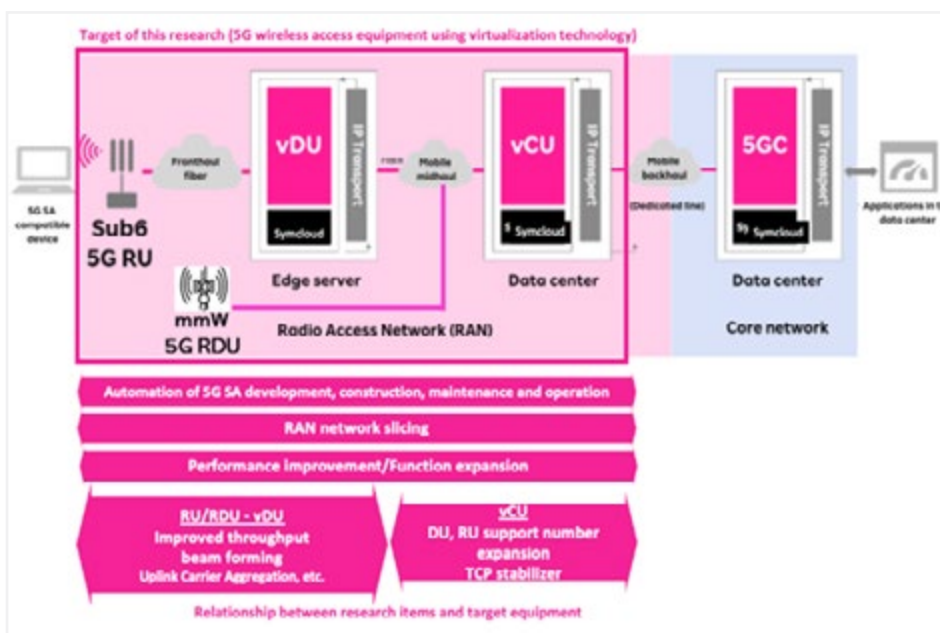 Target of this research (5G wireless access equipment using virtualization technology)
5G SA
compatible
device
Sub6
5G RU
Fronthaul
fiber
vDU
IP Transport
Symcloud
Edge server
Mobile
midhaul
vCU
IP Transport
S Symcloud
Data center
Mobile
backhaul
(Dedicated line)
5GC
IP Transport
Symcloud
Data center
Applications in t
data center
mmW
5G RDU
Radio Access Network (RAN)
Core network
Automation of 5G SA development, construction, maintenance and operation
RAN network slicing
Performance improvement/Function expansion
RU/RDU - vDU
Improved throughput
beam forming
Uplink Carrier Aggregation, etc.
vCU
DU, RU support number
expansion
TCP stabilizer
Relationship between research items and target equipment